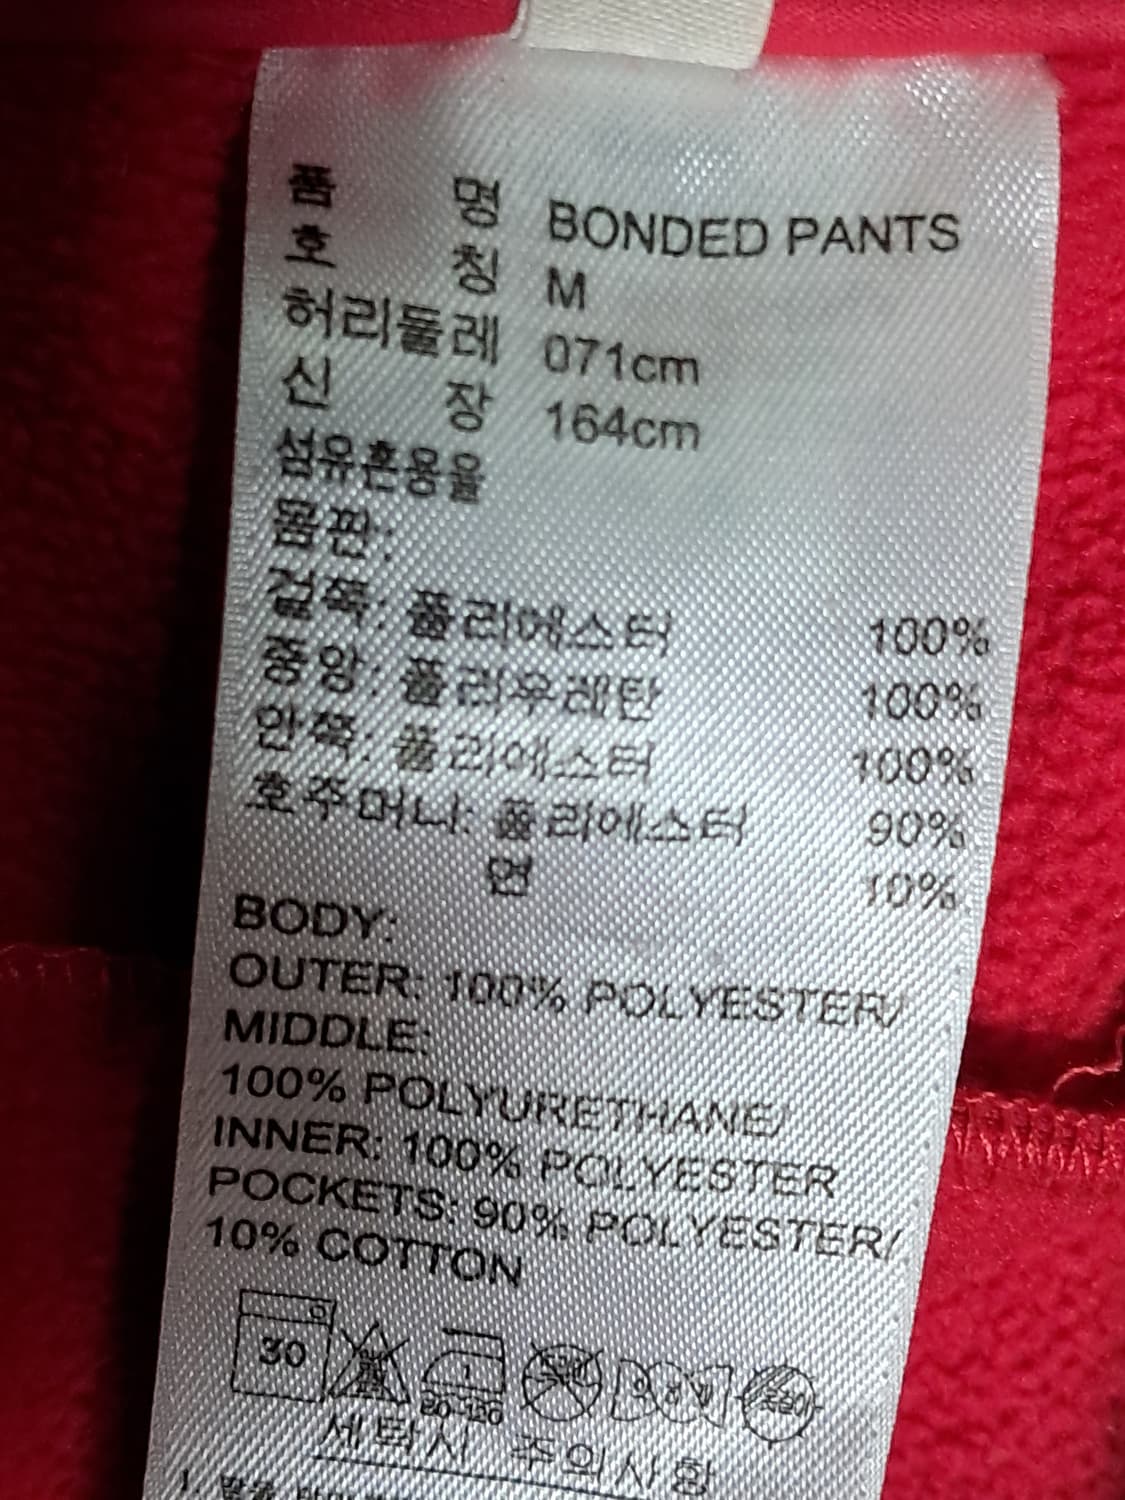 품 명 BONDED PANTS
호 칭 M
허리둘레 071cm
신 장 164cm
섬유혼용율
몸판:
겉쪽: 폴리에스터 100%
중앙: 폴리우레탄 100%
안쪽: 폴리에스터 100%
호주머니: 폴리에스터 90%
면 10%
BODY:
OUTER: 100% POLYESTER/
MIDDLE:
100% POLYURETHANE/
INNER: 100% POLYESTER
POCKETS: 90% POLYESTER/
10% COTTON
30 1 80~120
세탁시 주의사항
1.